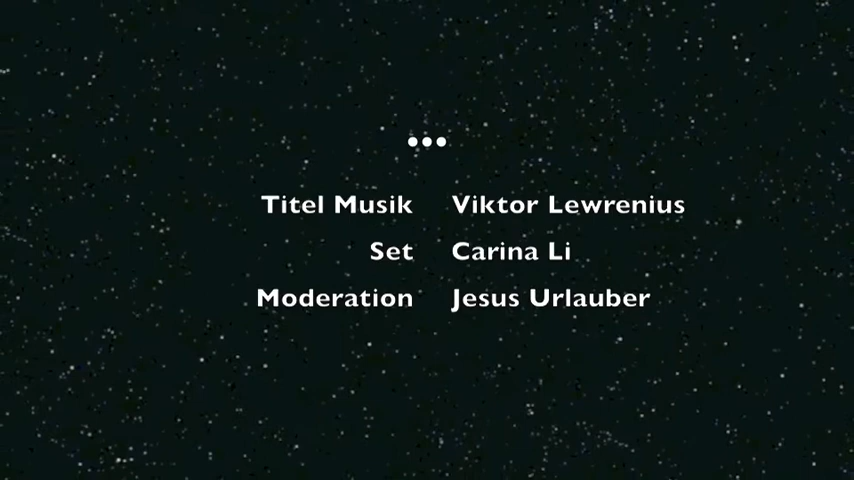 ...
Titel Musik Viktor Lewrenius
Set Carina Li
Moderation Jesus Urlauber